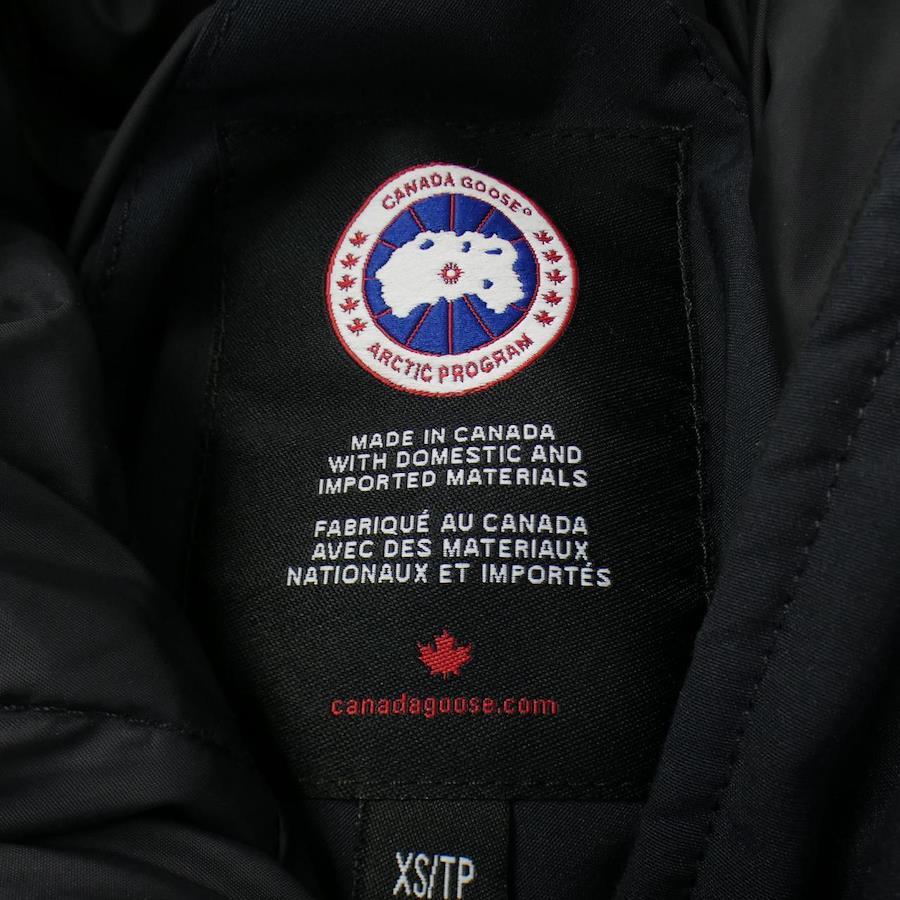 CANADA GOOSE®
ARCTIC PROGRAM
MADE IN CANADA
WITH DOMESTIC AND
IMPORTED MATERIALS
FABRIQUÉ AU CANADA
AVEC DES MATERIAUX
NATIONAUX ET IMPORTÉS
canadagoose.com
XS/TP